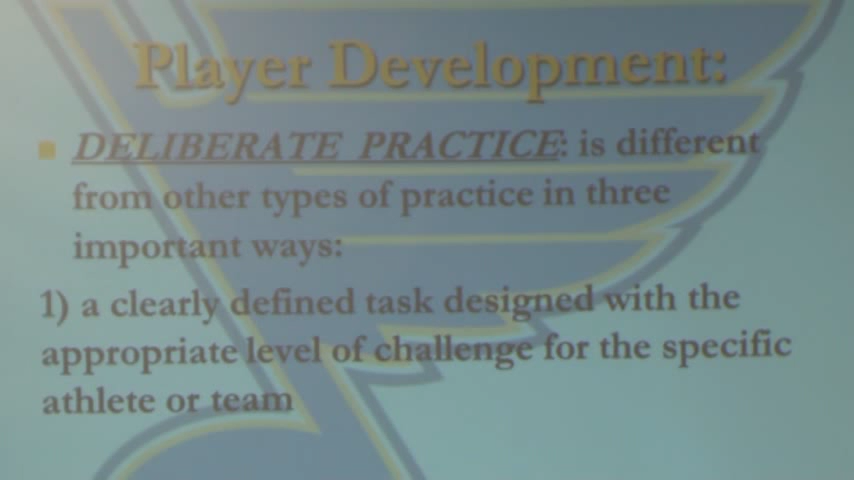 Player Development:
DELIBERATE PRACTICE: is different
from other types of practice in three
important ways:
1) a clearly defined task designed with the
appropriate level of challenge for the specific
athlete or team